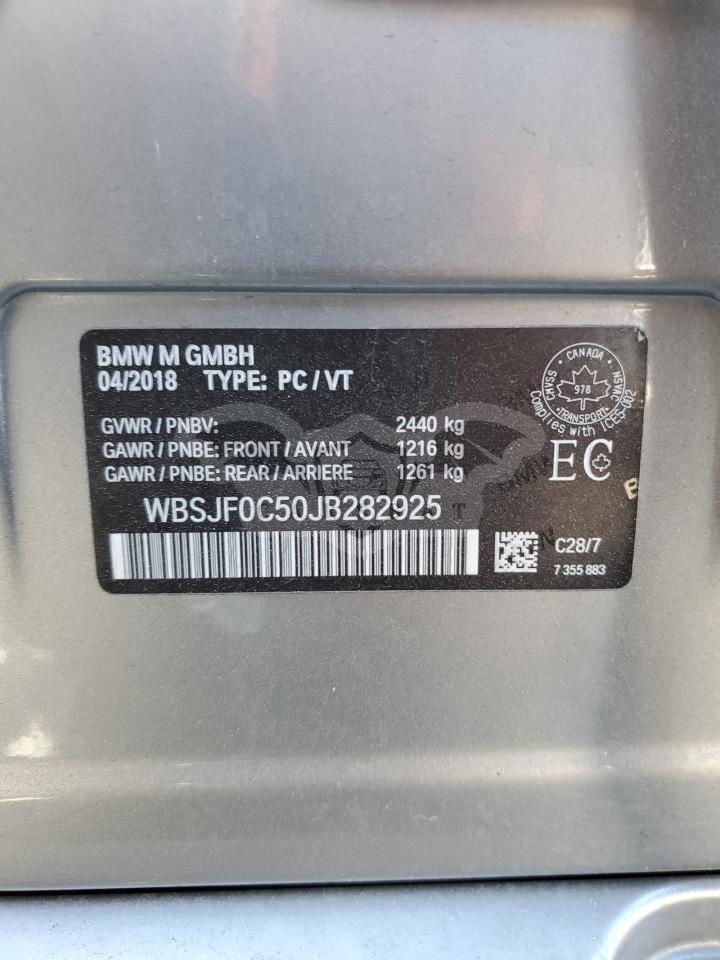 BMW M GMBH
04/2018 TYPE: PC / VT
GVWR / PNBV: 2440 kg
GAWR / PNBE: FRONT / AVANT 1216 kg
GAWR / PNBE: REAR / ARRIERE 1261 kg
WBSJF0C50JB282925 T
CANADA
CMVSS NSVAC
978
TRANSPORT
Complies with ICES-002
EC
C28/7
7 355 883